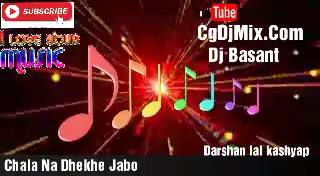 SUBSCRIBE
Tube
CgDjMix.Com
I Love your
music
Dj Basant
Darshan lal kashyap
Chala Na Dhekhe Jabo